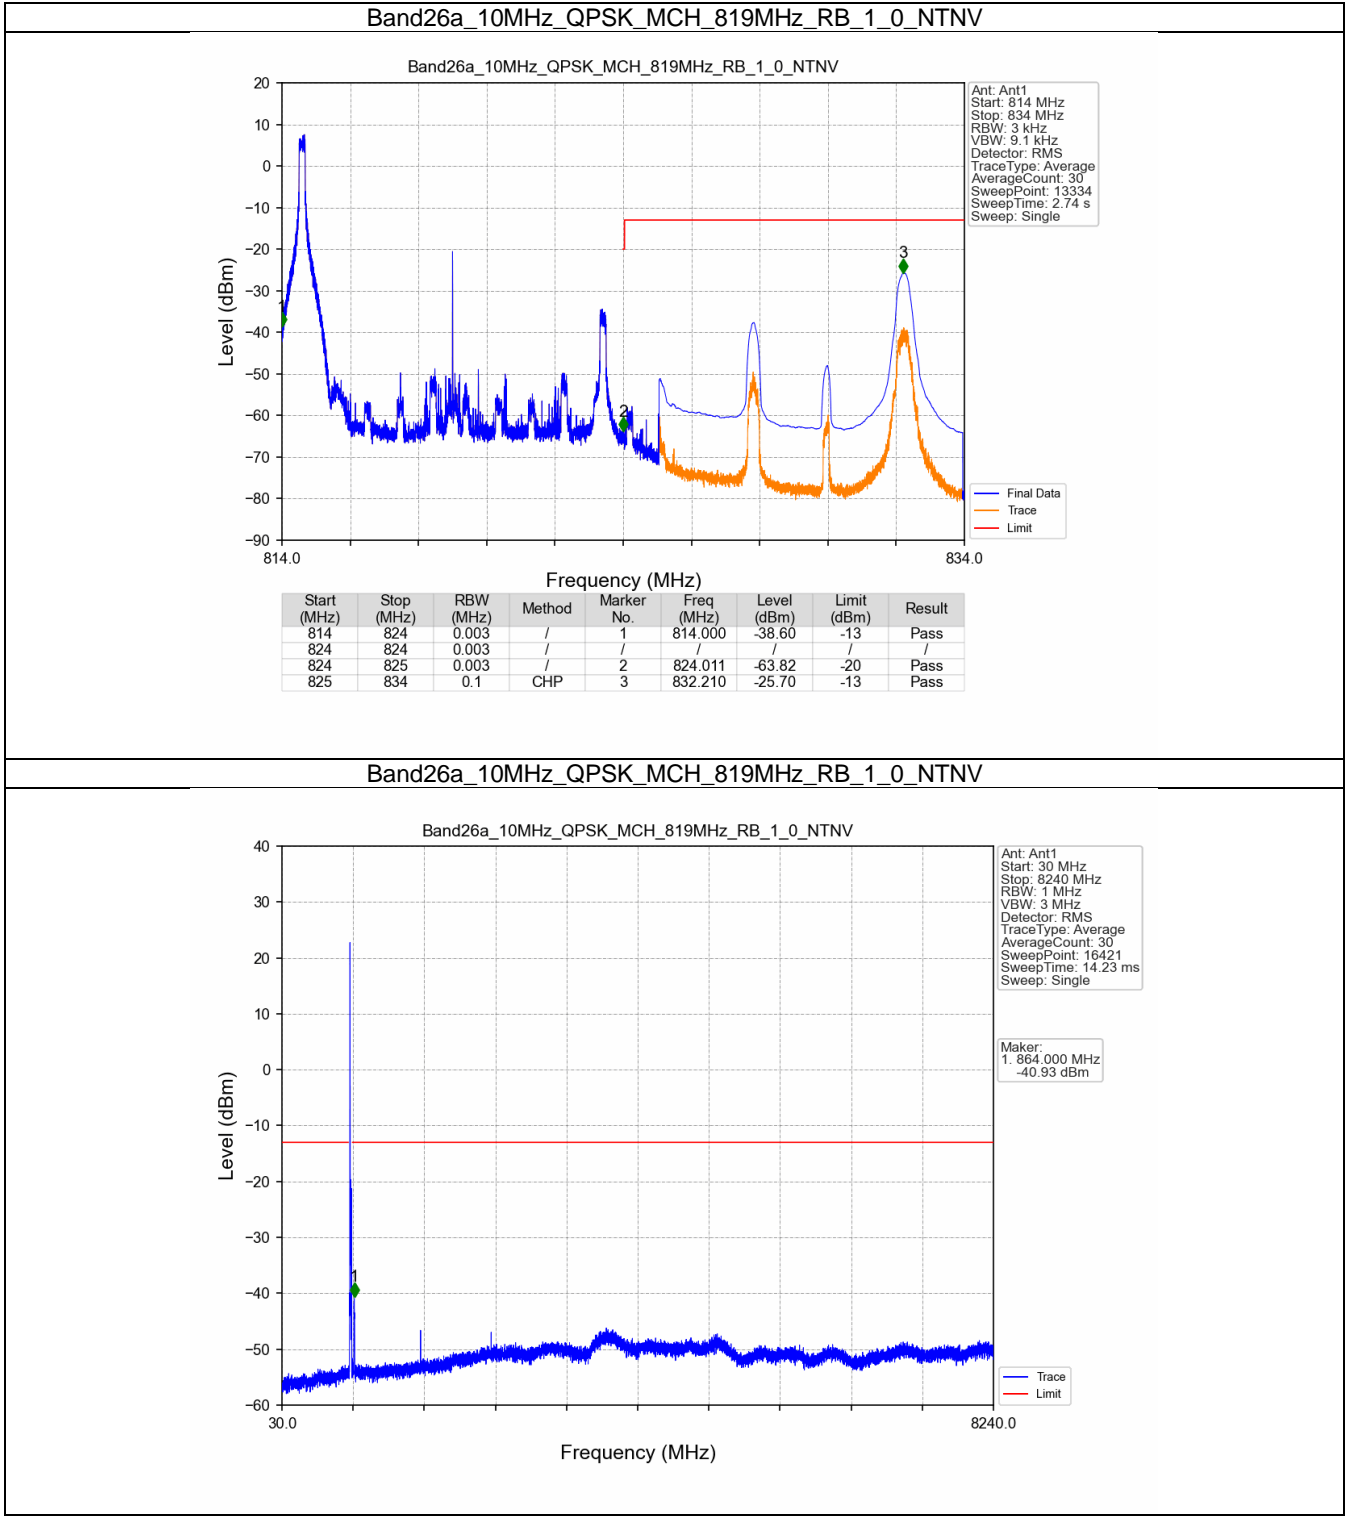 Band26a_10MHz_QPSK_MCH_819MHz_RB_1_0_NTNV
Band26a_10MHz_QPSK_MCH_819MHz_RB_1_0_NTNV
20
10
0
−10
−20
−30
−40
−50
−60
−70
−80
−90
Level (dBm)
1
2
3
814.0
834.0
Frequency (MHz)
Ant: Ant1
Start: 814 MHz
Stop: 834 MHz
RBW: 3 kHz
VBW: 9.1 kHz
Detector: RMS
TraceType: Average
AverageCount: 30
SweepPoint: 13334
SweepTime: 2.74 s
Sweep: Single
Final Data
Trace
Limit
Start (MHz) Stop (MHz) RBW (MHz) Method Marker No. Freq (MHz) Level (dBm) Limit (dBm) Result
814 824 0.003 / 1 814.000 -38.60 -13 Pass
824 824 0.003 / / / / / /
824 825 0.003 / 2 824.011 -63.82 -20 Pass
825 834 0.1 CHP 3 832.210 -25.70 -13 Pass
Band26a_10MHz_QPSK_MCH_819MHz_RB_1_0_NTNV
Band26a_10MHz_QPSK_MCH_819MHz_RB_1_0_NTNV
40
30
20
10
0
−10
−20
−30
−40
−50
−60
Level (dBm)
1
30.0
8240.0
Frequency (MHz)
Ant: Ant1
Start: 30 MHz
Stop: 8240 MHz
RBW: 1 MHz
VBW: 3 MHz
Detector: RMS
TraceType: Average
AverageCount: 30
SweepPoint: 16421
SweepTime: 14.23 ms
Sweep: Single
Maker:
1. 864.000 MHz
-40.93 dBm
Trace
Limit